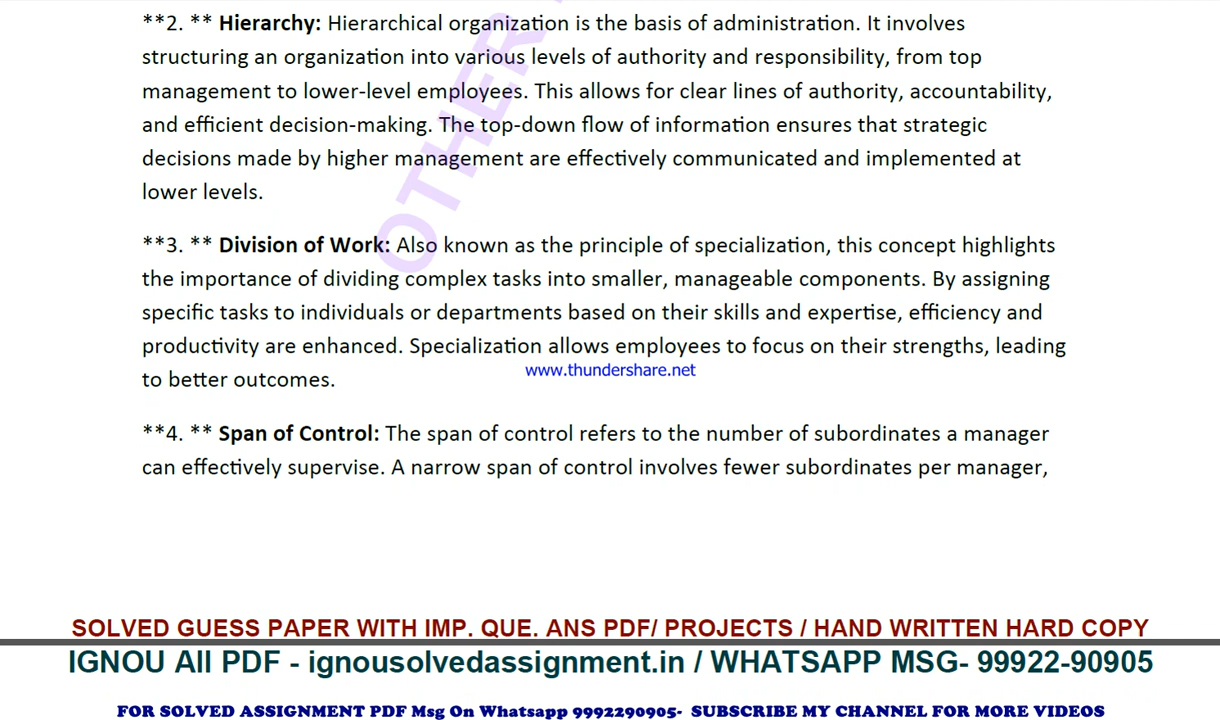 **2. ** Hierarchy: Hierarchical organization is the basis of administration. It involves
structuring an organization into various levels of authority and responsibility, from top
management to lower-level employees. This allows for clear lines of authority, accountability,
and efficient decision-making. The top-down flow of information ensures that strategic
decisions made by higher management are effectively communicated and implemented at
lower levels.
**3. ** Division of Work: Also known as the principle of specialization, this concept highlights
the importance of dividing complex tasks into smaller, manageable components. By assigning
specific tasks to individuals or departments based on their skills and expertise, efficiency and
productivity are enhanced. Specialization allows employees to focus on their strengths, leading
to better outcomes.
www.thundershare.net
**4. ** Span of Control: The span of control refers to the number of subordinates a manager
can effectively supervise. A narrow span of control involves fewer subordinates per manager,
OTHER
SOLVED GUESS PAPER WITH IMP. QUE. ANS PDF/ PROJECTS / HAND WRITTEN HARD COPY
IGNOU All PDF - ignousolvedassignment.in / WHATSAPP MSG- 99922-90905
FOR SOLVED ASSIGNMENT PDF Msg On Whatsapp 9992290905- SUBSCRIBE MY CHANNEL FOR MORE VIDEOS